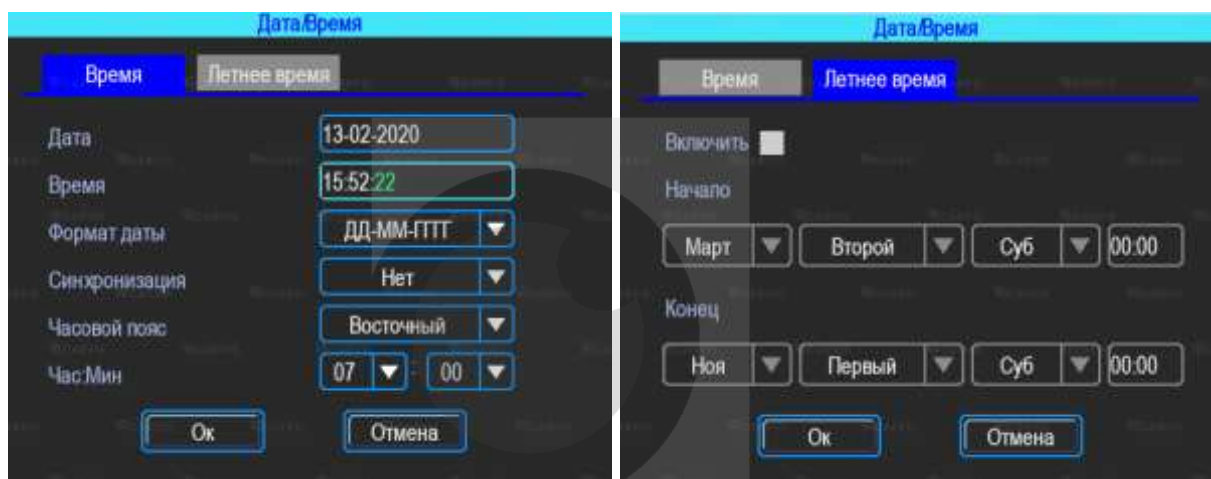 Дата/Время
Время Летнее время
Дата 13-02-2020
Время 15:52:22
Формат даты ДД-ММ-ГГГГ
Синхронизация Нет
Часовой пояс Восточный
Час:Мин 07 : 00
Ок Отмена
Дата/Время
Время Летнее время
Включить
Начало
Март Второй Суб 00:00
Конец
Ноя Первый Суб 00:00
Ок Отмена